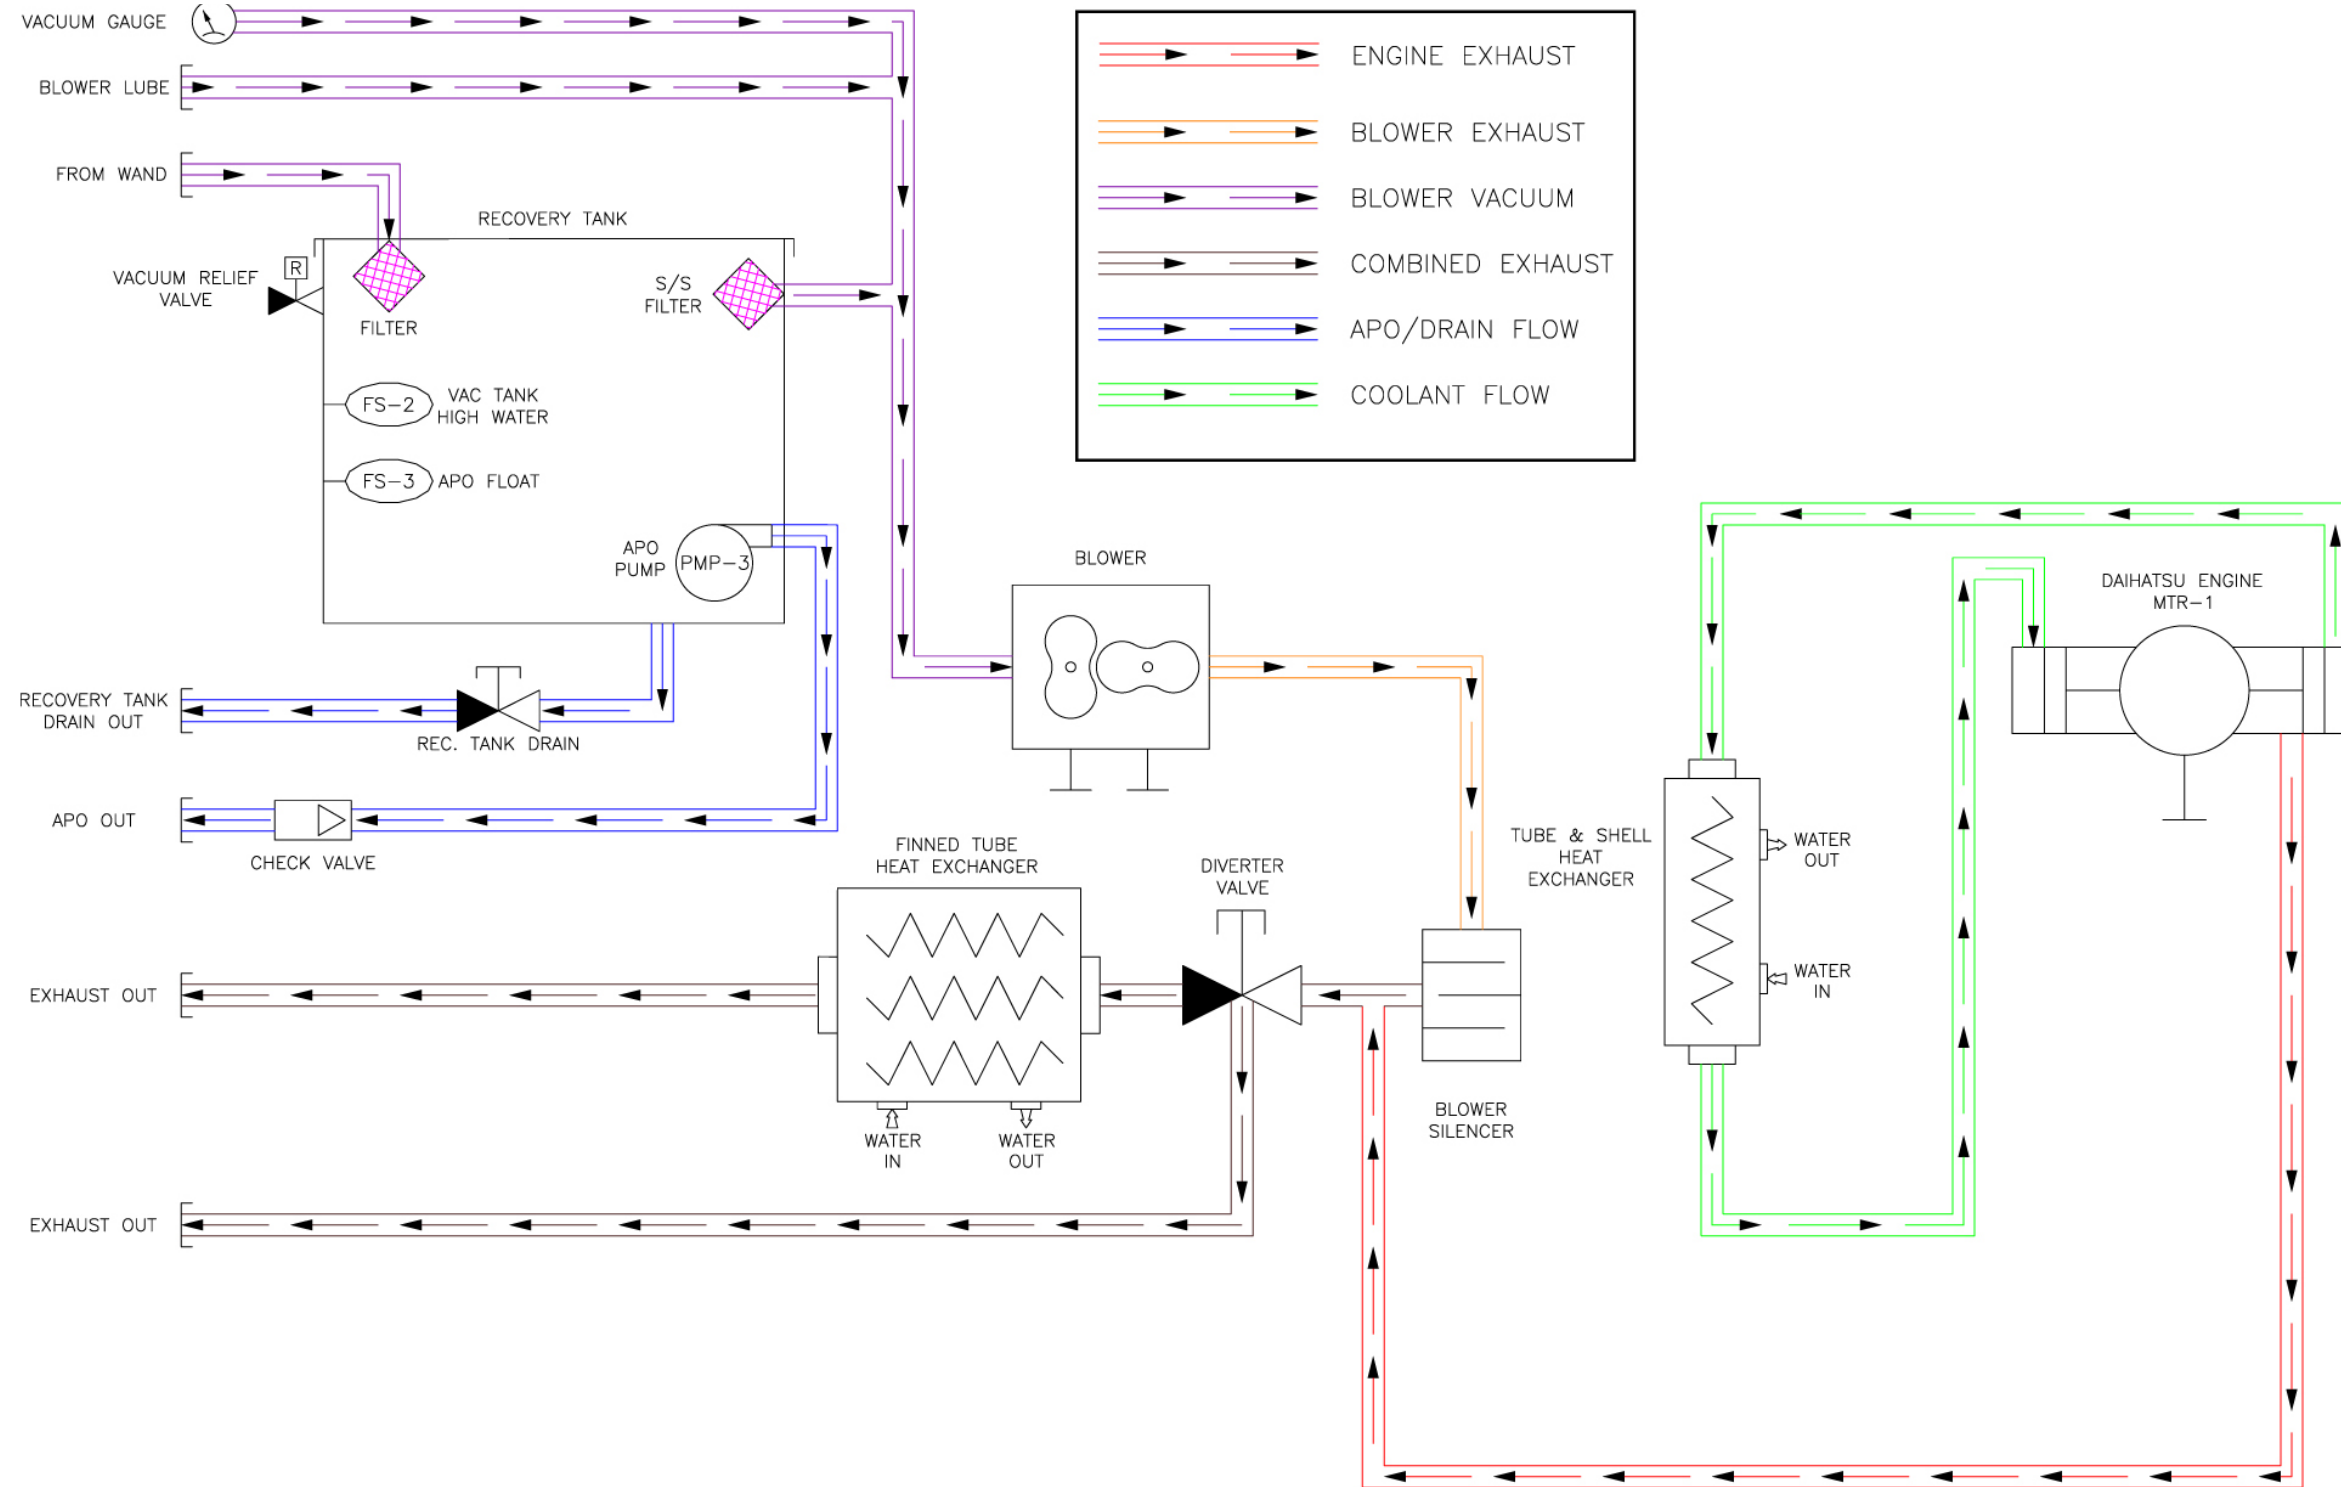 VACUUM GAUGE
BLOWER LUBE
FROM WAND
RECOVERY TANK
R
VACUUM RELIEF
VALVE
FILTER
S/S
FILTER
FS-2
VAC TANK
HIGH WATER
FS-3
APO FLOAT
APO
PUMP
PMP-3
RECOVERY TANK
DRAIN OUT
REC. TANK DRAIN
APO OUT
CHECK VALVE
ENGINE EXHAUST
BLOWER EXHAUST
BLOWER VACUUM
COMBINED EXHAUST
APO/DRAIN FLOW
COOLANT FLOW
BLOWER
DAIHATSU ENGINE
MTR-1
FINNED TUBE
HEAT EXCHANGER
DIVERTER
VALVE
TUBE & SHELL
HEAT
EXCHANGER
WATER
OUT
WATER
IN
EXHAUST OUT
WATER
IN
WATER
OUT
BLOWER
SILENCER
EXHAUST OUT